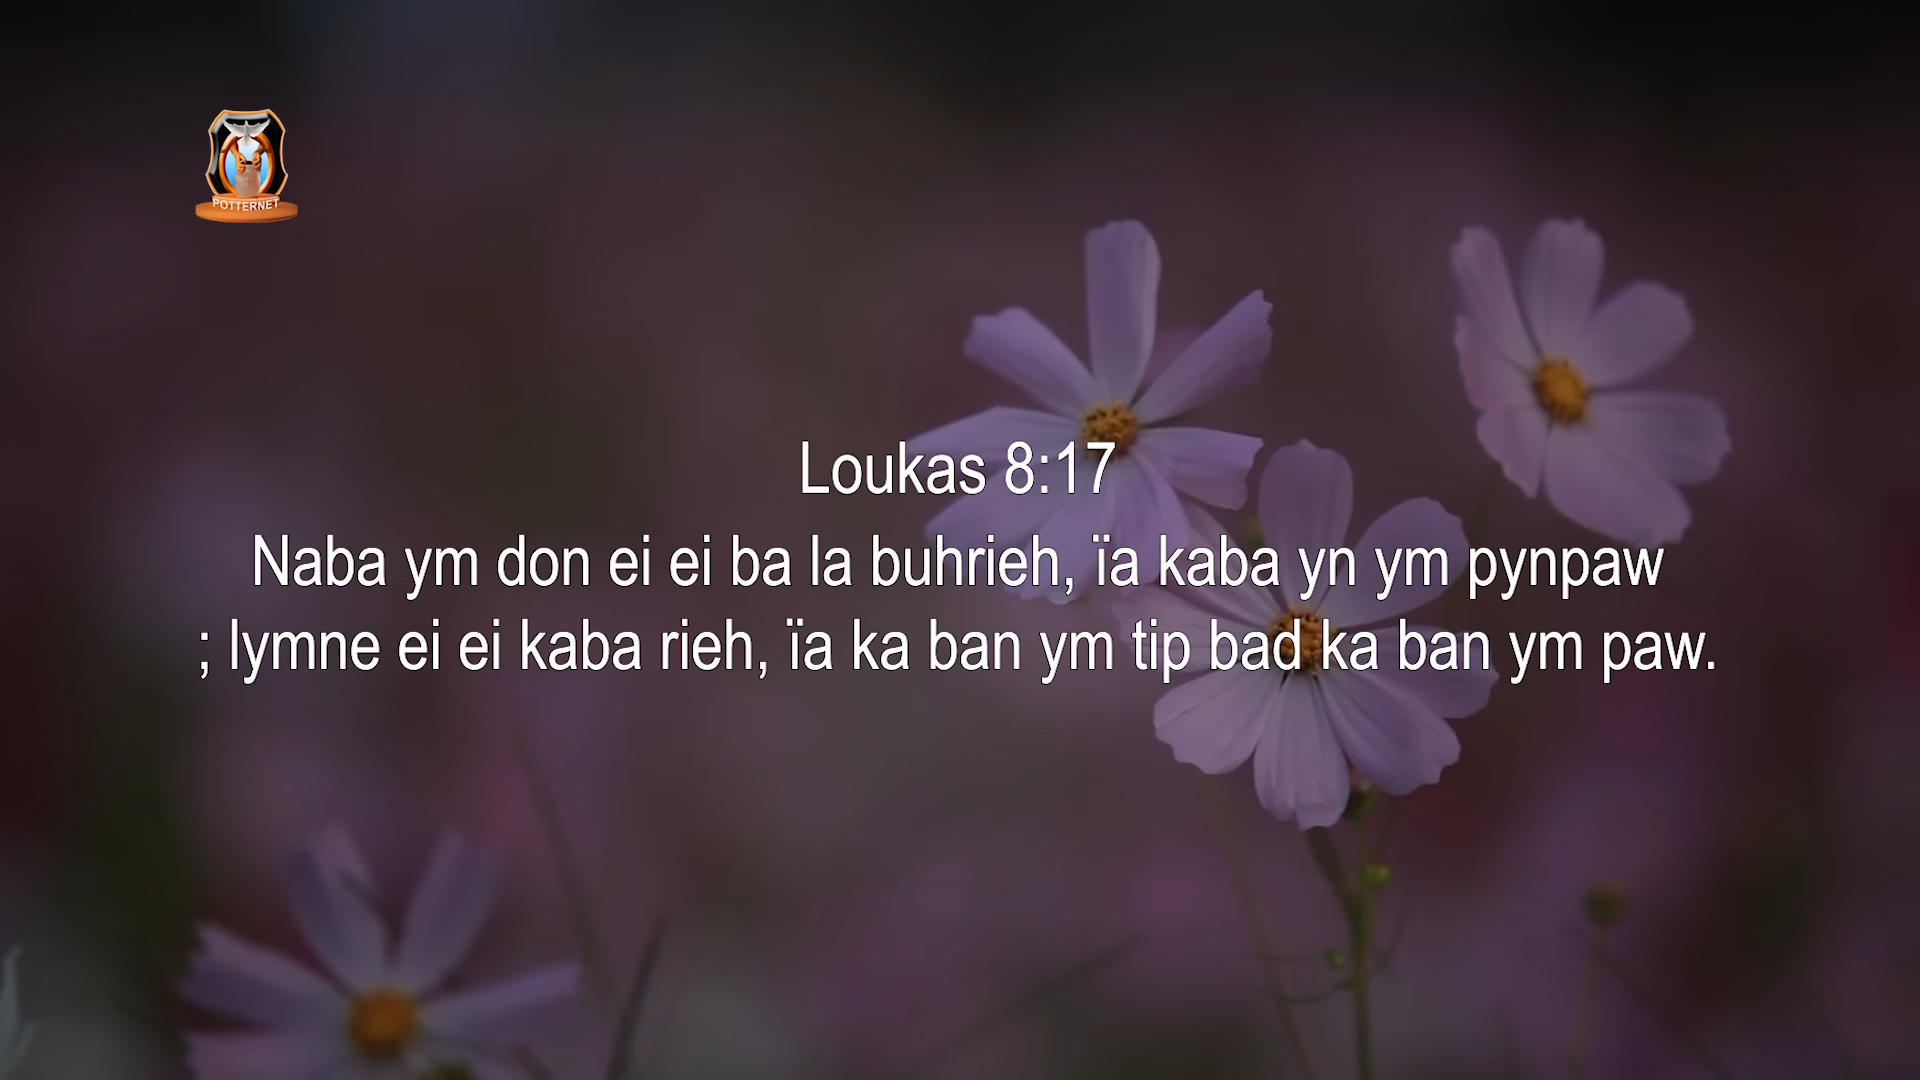 POTTERNET
Loukas 8:17
Naba ym don ei ei ba la buhrieh, ïa kaba yn ym pynpaw
; lymne ei ei kaba rieh, ïa ka ban ym tip bad ka ban ym paw.